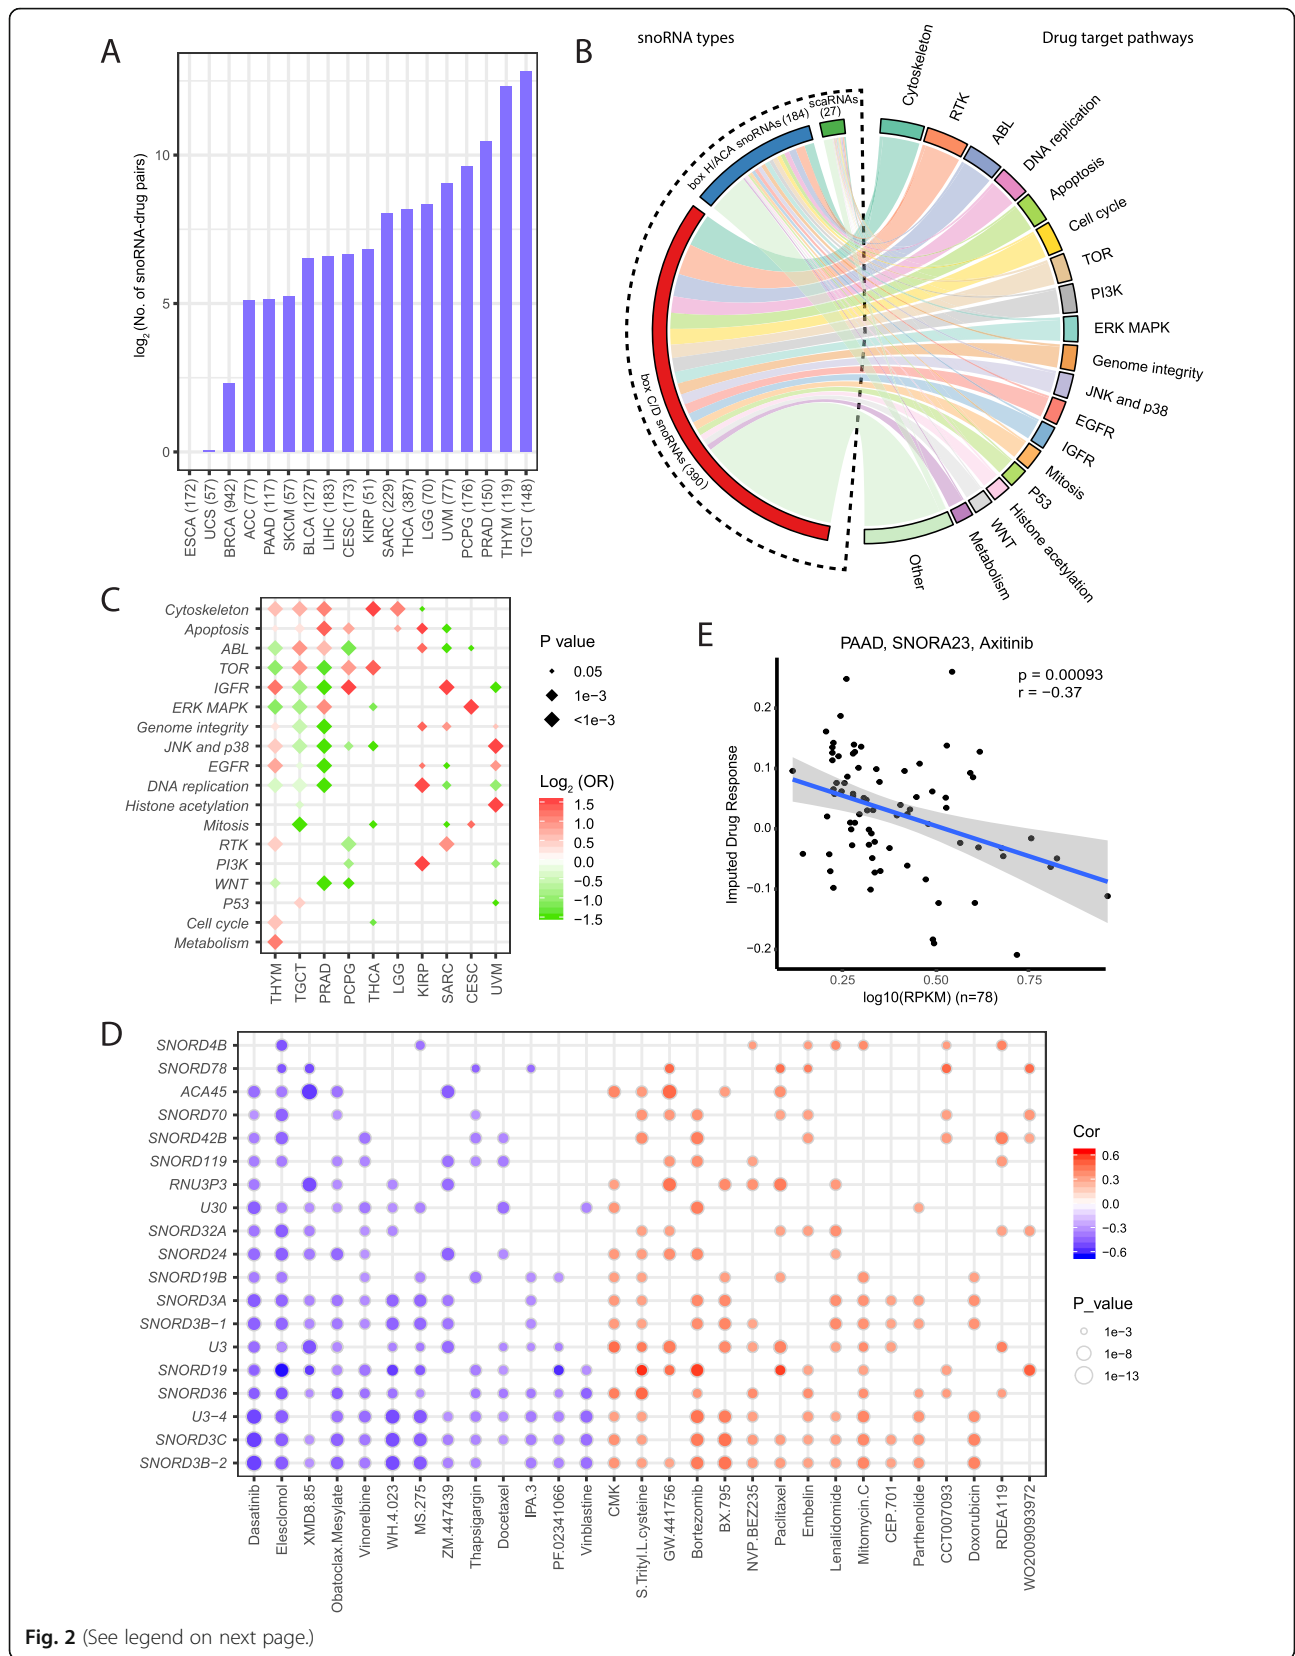 A
log2 (No. of snoRNA-drug pairs)
10
5
0
ESCA (172)
UCS (57)
BRCA (942)
ACC (77)
PAAD (117)
SKCM (57)
BLCA (127)
LIHC (183)
CESC (173)
KIRP (51)
SARC (229)
THCA (387)
LGG (70)
UVM (77)
PCPG (176)
PRAD (150)
THYM (119)
TGCT (148)
B
snoRNA types
Drug target pathways
scaRNAs
(27)
box H/ACA snoRNAs (184)
box C/D snoRNAs (390)
Cytoskeleton
RTK
ABL
DNA replication
Apoptosis
Cell cycle
TOR
PI3K
ERK MAPK
Genome integrity
JNK and p38
EGFR
IGFR
Mitosis
P53
Histone acetylation
WNT
Metabolism
Other
C
Cytoskeleton
Apoptosis
ABL
TOR
IGFR
ERK MAPK
Genome integrity
JNK and p38
EGFR
DNA replication
Histone acetylation
Mitosis
RTK
PI3K
WNT
P53
Cell cycle
Metabolism
THYM
TGCT
PRAD
PCPG
THCA
LGG
KIRP
SARC
CESC
UVM
P value
0.05
1e−3
<1e−3
Log2 (OR)
1.5
1.0
0.5
0.0
−0.5
−1.0
−1.5
E
PAAD, SNORA23, Axitinib
p = 0.00093
r = −0.37
Imputed Drug Response
0.2
0.1
0.0
−0.1
−0.2
0.25
0.50
0.75
log10(RPKM) (n=78)
D
SNORD4B
SNORD78
ACA45
SNORD70
SNORD42B
SNORD119
RNU3P3
U30
SNORD32A
SNORD24
SNORD19B
SNORD3A
SNORD3B−1
U3
SNORD19
SNORD36
U3−4
SNORD3C
SNORD3B−2
Dasatinib
Elesclomol
XMD8.85
Obatoclax.Mesylate
Vinorelbine
WH.4.023
MS.275
ZM.447439
Thapsigargin
Docetaxel
IPA.3
PF.02341066
Vinblastine
CMK
S.Trityl.L.cysteine
GW.441756
Bortezomib
BX.795
NVP.BEZ235
Paclitaxel
Embelin
Lenalidomide
Mitomycin.C
CEP.701
Parthenolide
CCT007093
Doxorubicin
RDEA119
WO2009093972
Cor
0.6
0.3
0.0
−0.3
−0.6
P_value
1e−3
1e−8
1e−13
Fig. 2 (See legend on next page.)